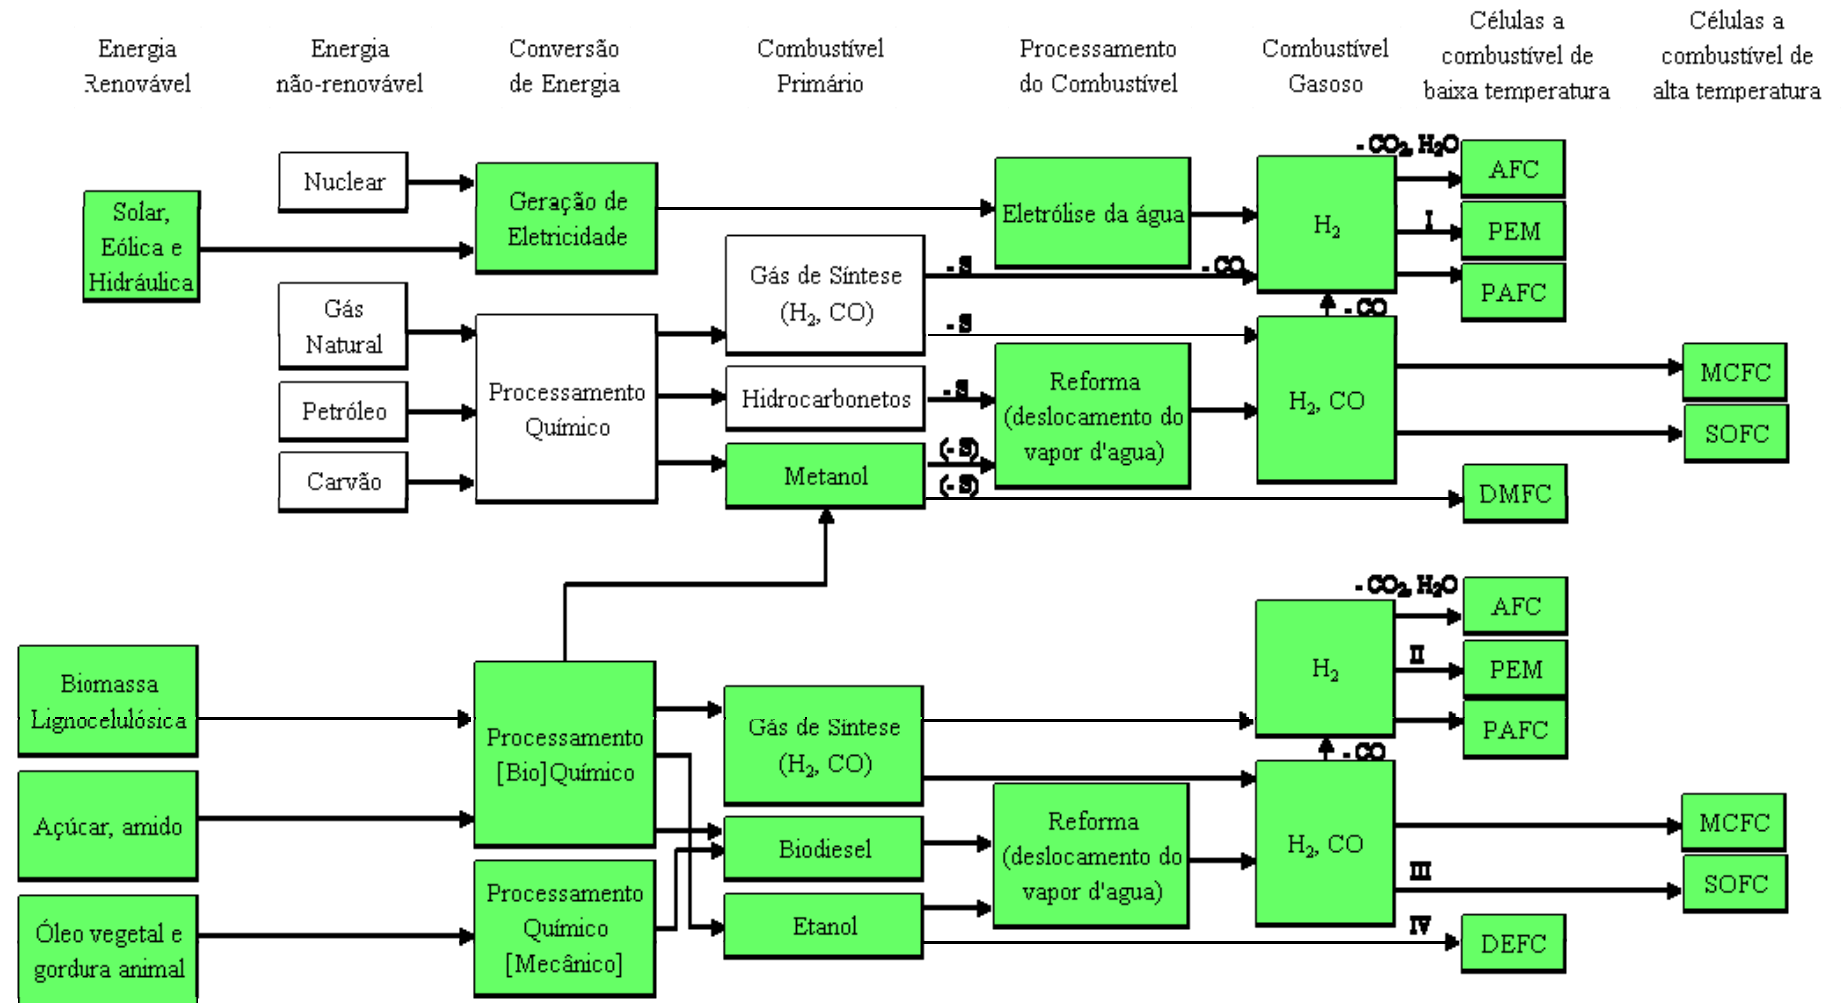 Energia
Renovável
Energia
não-renovável
Conversão
de Energia
Combustível
Primário
Processamento
do Combustível
Combustível
Gasoso
Células a
combustível de
baixa temperatura
Células a
combustível de
alta temperatura
Solar,
Eólica e
Hidráulica
Nuclear
Gás
Natural
Petróleo
Carvão
Geração de
Eletricidade
Processamento
Químico
Gás de Síntese
(H₂, CO)
Hidrocarbonetos
Metanol
- S
- CO
- S
- S
(- S)
(- S)
Eletrólise da água
Reforma
(deslocamento do
vapor d'agua)
H₂
- CO
H₂, CO
- CO₂, H₂O
I
AFC
PEM
PAFC
MCFC
SOFC
DMFC
Biomassa
Lignocelulósica
Açúcar, amido
Óleo vegetal e
gordura animal
Processamento
[Bio]Químico
Processamento
Químico
[Mecânico]
Gás de Síntese
(H₂, CO)
Biodiesel
Etanol
Reforma
(deslocamento do
vapor d'agua)
H₂
- CO
H₂, CO
- CO₂, H₂O
II
III
IV
AFC
PEM
PAFC
MCFC
SOFC
DEFC